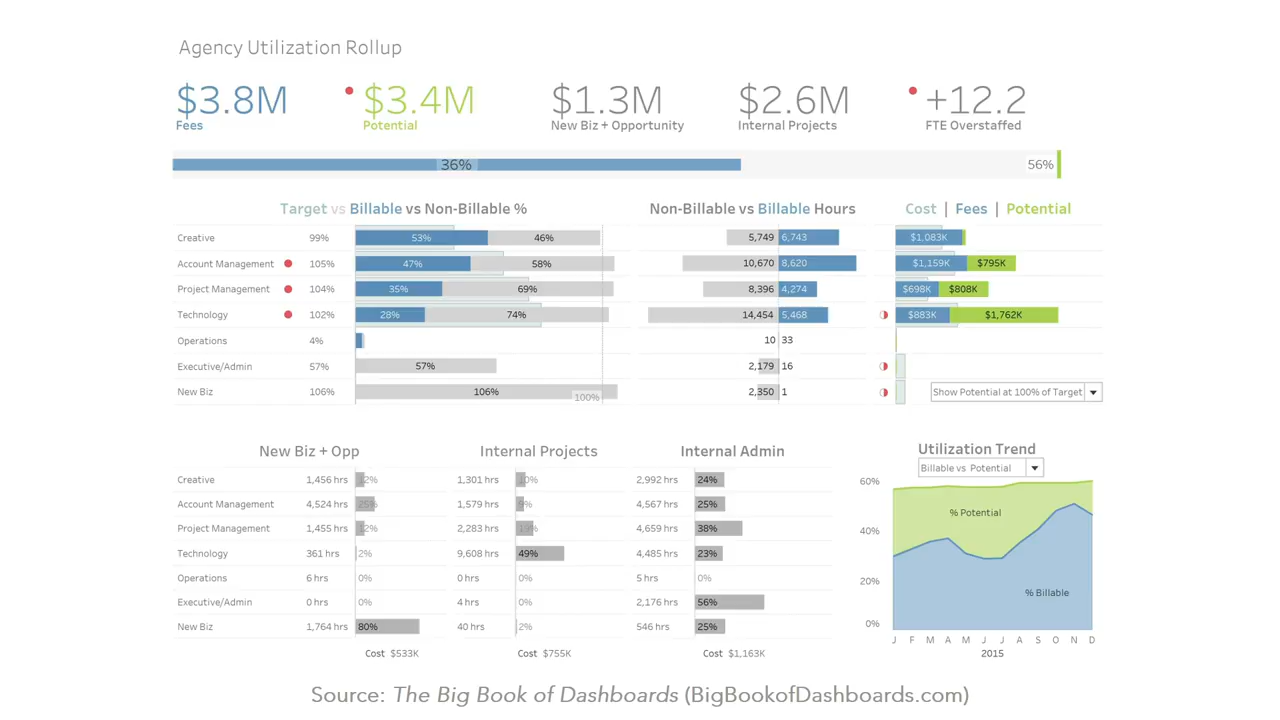 Agency Utilization Rollup
$3.8M $3.4M $1.3M $2.6M +12.2
Fees Potential New Biz + Opportunity Internal Projects FTE Overstaffed
36% 56%
Target vs Billable vs Non-Billable % Non-Billable vs Billable Hours Cost | Fees | Potential
Creative 99% 53% 46% 5,749 6,743 $1,083K
Account Management 105% 47% 58% 10,670 8,620 $1,159K $795K
Project Management 104% 35% 69% 8,396 4,274 $698K $808K
Technology 102% 28% 74% 14,454 5,468 $883K $1,762K
Operations 4% 10 33
Executive/Admin 57% 57% 2,179 16
New Biz 106% 106% 2,350 1 Show Potential at 100% of Target
100%
New Biz + Opp Internal Projects Internal Admin Utilization Trend
Billable vs Potential
Creative 1,456 hrs 12% 1,301 hrs 10% 2,992 hrs 24% 60%
Account Management 4,524 hrs 25% 1,579 hrs 9% 4,567 hrs 25% % Potential
Project Management 1,455 hrs 12% 2,283 hrs 19% 4,659 hrs 38% 40%
Technology 361 hrs 2% 9,608 hrs 49% 4,485 hrs 23%
Operations 6 hrs 0% 0 hrs 0% 5 hrs 0% 20%
Executive/Admin 0 hrs 0% 4 hrs 0% 2,176 hrs 56% % Billable
New Biz 1,764 hrs 80% 40 hrs 2% 546 hrs 25% 0%
J F M A M J J A S O N D
Cost $533K Cost $755K Cost $1,163K 2015
Source: The Big Book of Dashboards (BigBookofDashboards.com)